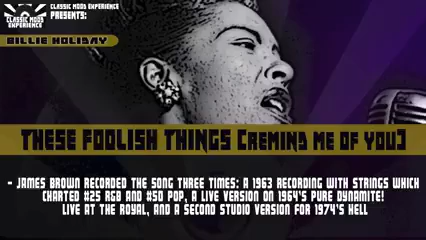 CLASSIC MOOD EXPERIENCE
PRESENTS:
CLASSIC MOOD
EXPERIENCE
BILLIE HOLIDAY
THESE FOOLISH THINGS (REMIND ME OF YOU)
- JAMES BROWN RECORDED THE SONG THREE TIMES: A 1963 RECORDING WITH STRINGS WHICH
CHARTED #25 R&B AND #50 POP, A LIVE VERSION ON 1964'S PURE DYNAMITE!
LIVE AT THE ROYAL, AND A SECOND STUDIO VERSION FOR 1974'S HELL